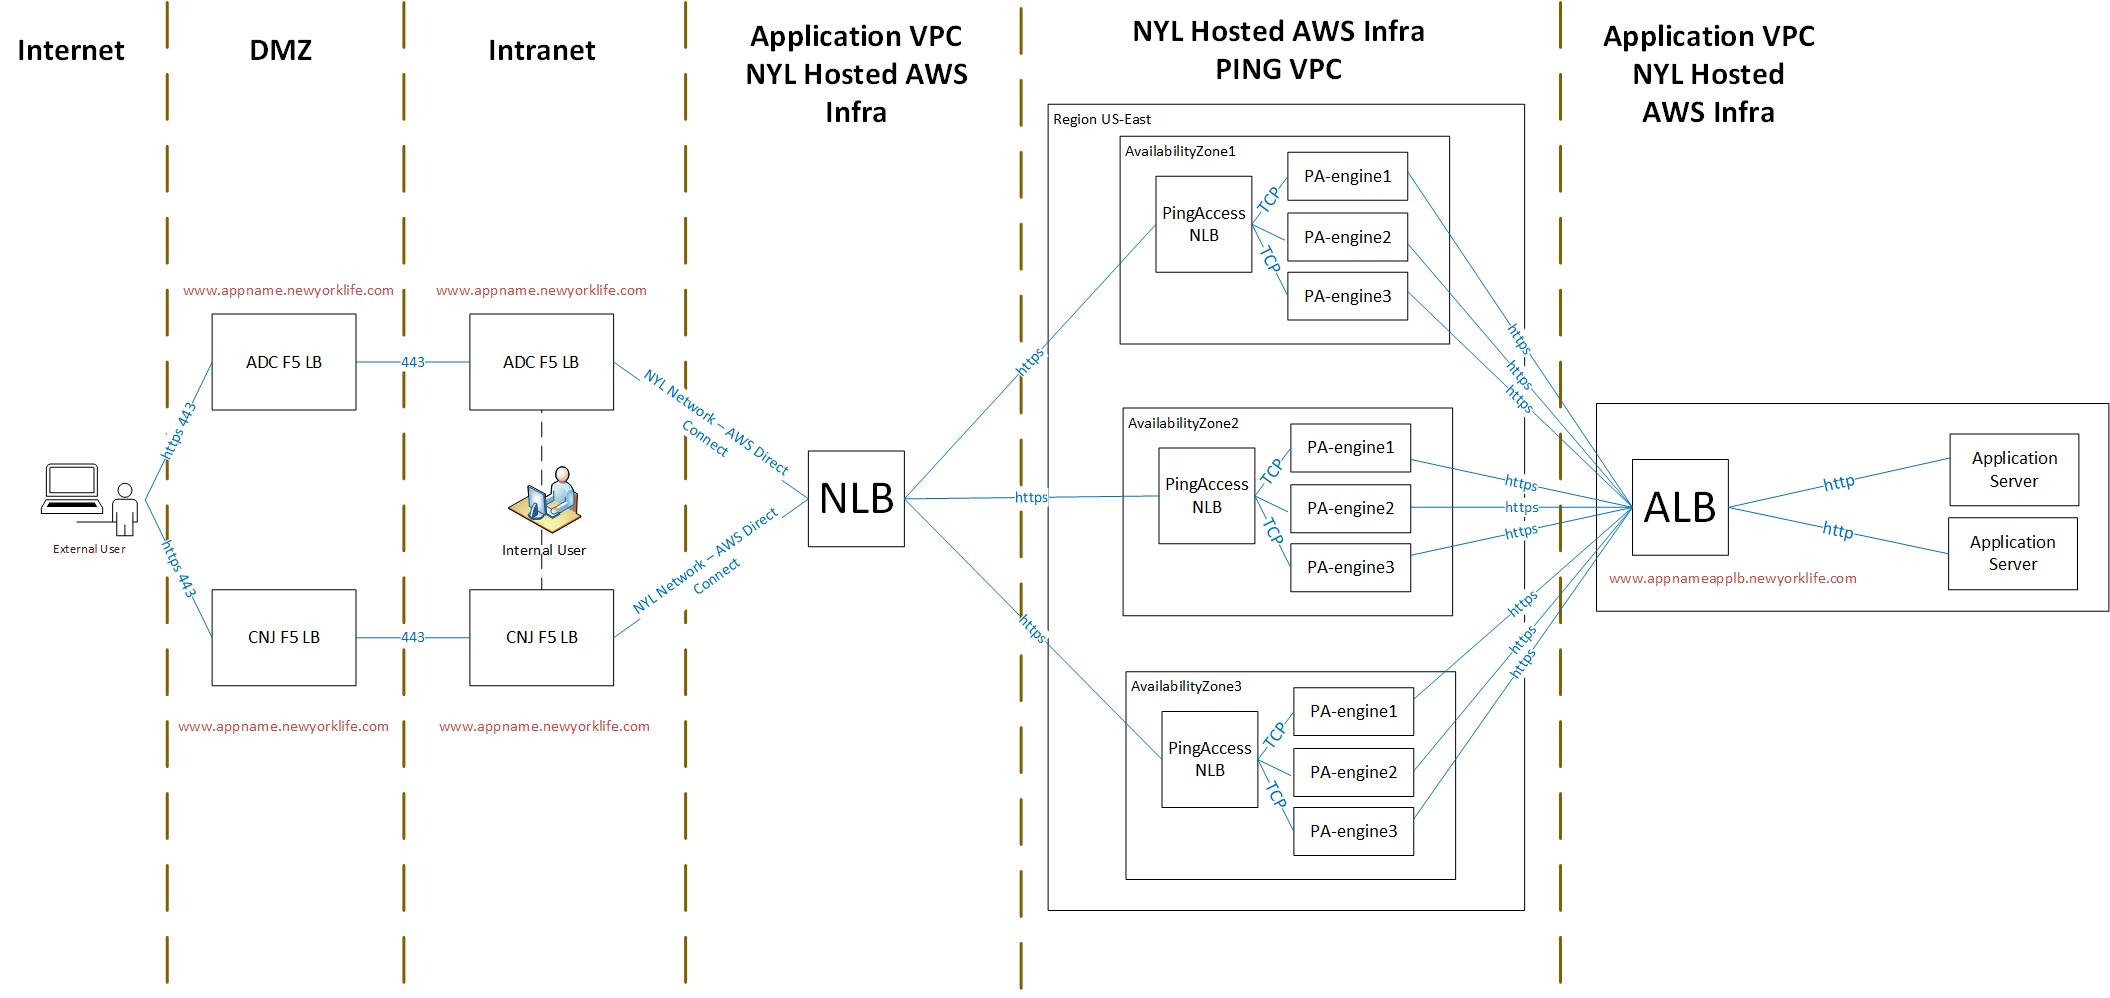 Internet
DMZ
Intranet
Application VPC
NYL Hosted AWS
Infra
NYL Hosted AWS Infra
PING VPC
Application VPC
NYL Hosted
AWS Infra
External User
https 443
https 443
www.appname.newyorklife.com
ADC F5 LB
CNJ F5 LB
www.appname.newyorklife.com
443
443
www.appname.newyorklife.com
ADC F5 LB
Internal User
CNJ F5 LB
www.appname.newyorklife.com
NYL Network – AWS Direct
Connect
NYL Network – AWS Direct
Connect
NLB
https
https
https
Region US-East
AvailabilityZone1
PingAccess
NLB
TCP
TCP
PA-engine1
PA-engine2
PA-engine3
AvailabilityZone2
PingAccess
NLB
TCP
TCP
PA-engine1
PA-engine2
PA-engine3
AvailabilityZone3
PingAccess
NLB
TCP
TCP
PA-engine1
PA-engine2
PA-engine3
https
https
https
https
https
https
https
https
https
ALB
www.appnameapplb.newyorklife.com
http
http
Application
Server
Application
Server